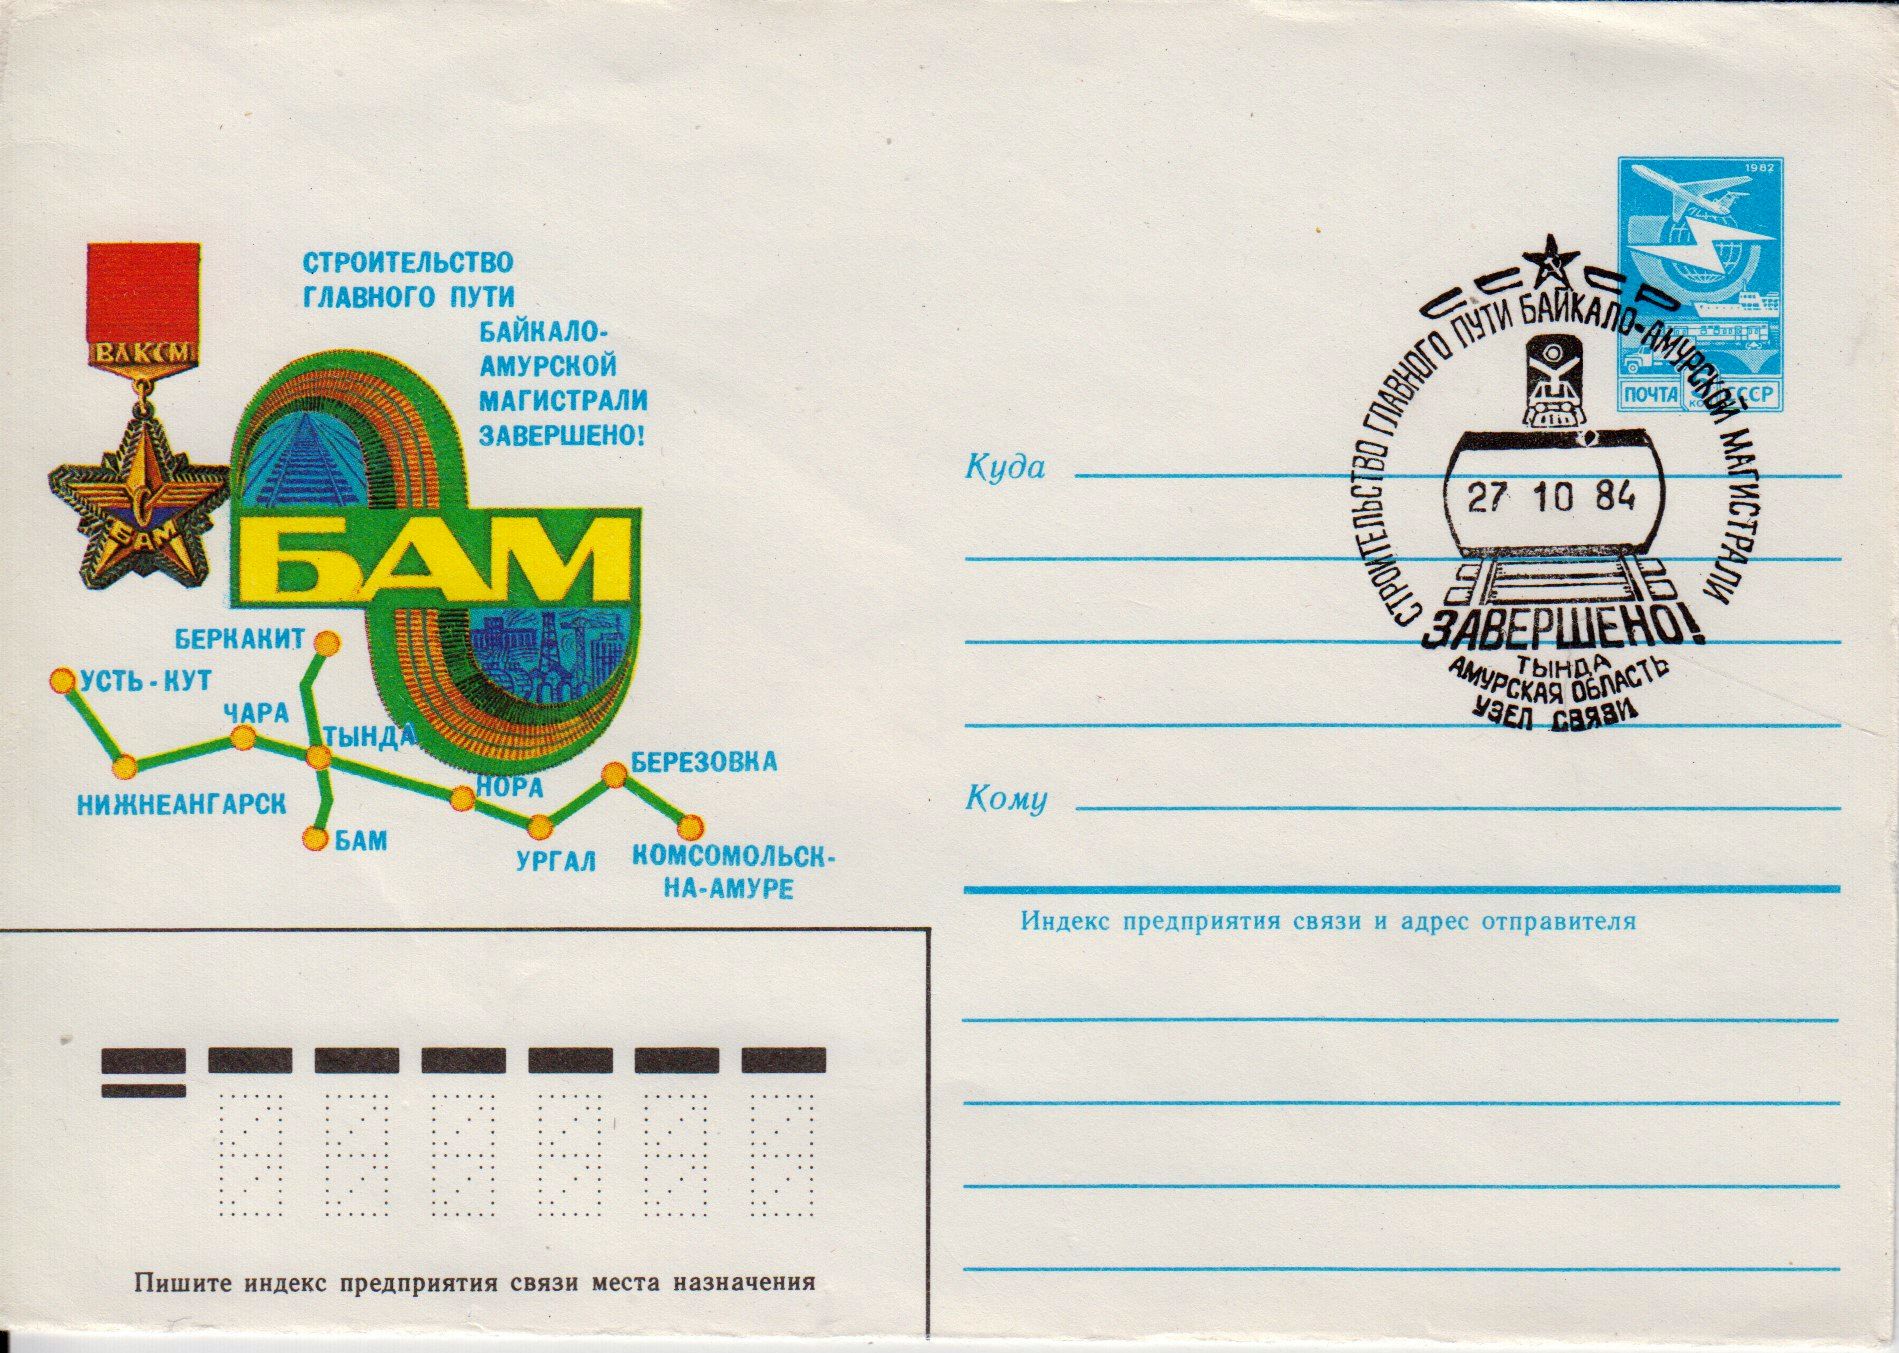 СТРОИТЕЛЬСТВО
ГЛАВНОГО ПУТИ
БАЙКАЛО-
АМУРСКОЙ
МАГИСТРАЛИ
ЗАВЕРШЕНО!
ВЛКСМ
БАМ
БАМ
БЕРКАКИТ
УСТЬ-КУТ
ЧАРА
ТЫНДА
НИЖНЕАНГАРСК
БАМ
НОРА
УРГАЛ
БЕРЕЗОВКА
КОМСОМОЛЬСК-
НА-АМУРЕ
1982
ПОЧТА СССР
СССР
СТРОИТЕЛЬСТВО ГЛАВНОГО ПУТИ БАЙКАЛО-АМУРСКОЙ МАГИСТРАЛИ
27 10 84
ЗАВЕРШЕНО!
ТЫНДА
АМУРСКАЯ ОБЛАСТЬ
УЗЕЛ СВЯЗИ
Куда
Кому
Индекс предприятия связи и адрес отправителя
Пишите индекс предприятия связи места назначения